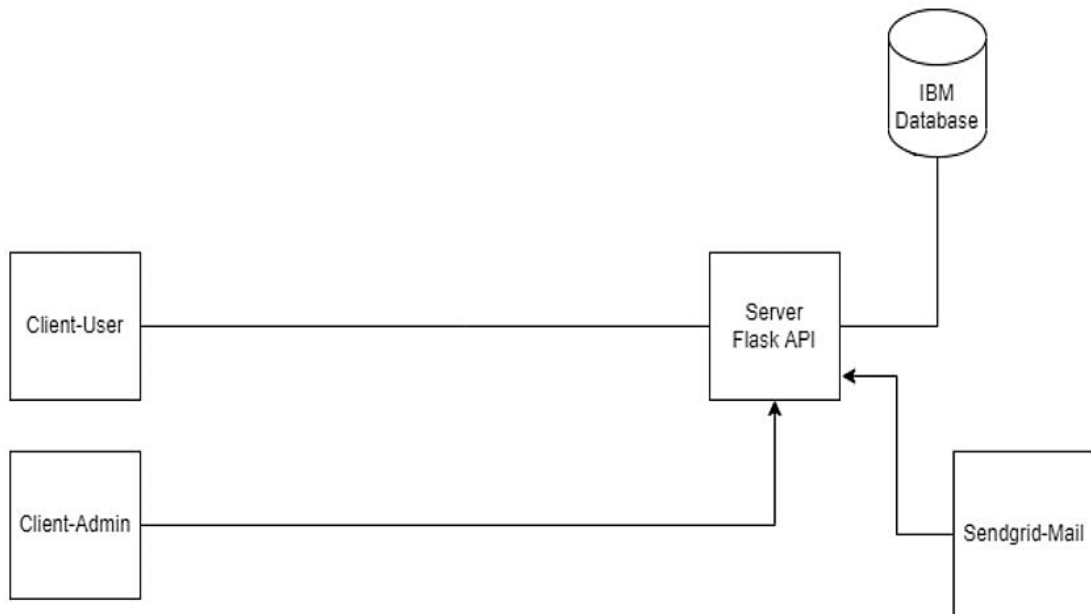 IBM
Database
Client-User
Server
Flask API
Client-Admin
Sendgrid-Mail